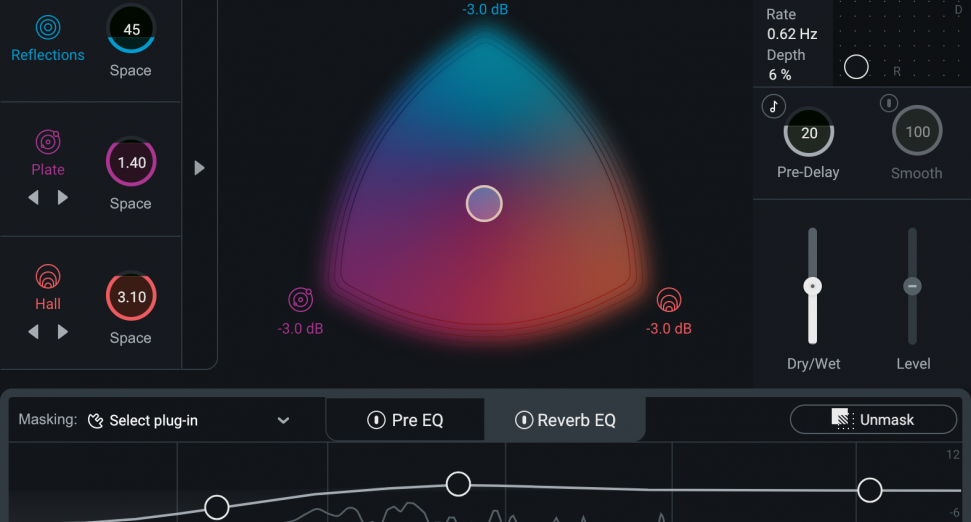 45
Reflections
Space
1.40
Plate
Space
3.10
Hall
Space
-3.0 dB
-3.0 dB
-3.0 dB
Rate
0.62 Hz
Depth
6 %
D
R
20
Pre-Delay
100
Smooth
Dry/Wet
Level
Masking: Select plug-in
Pre EQ
Reverb EQ
Unmask
12
-6